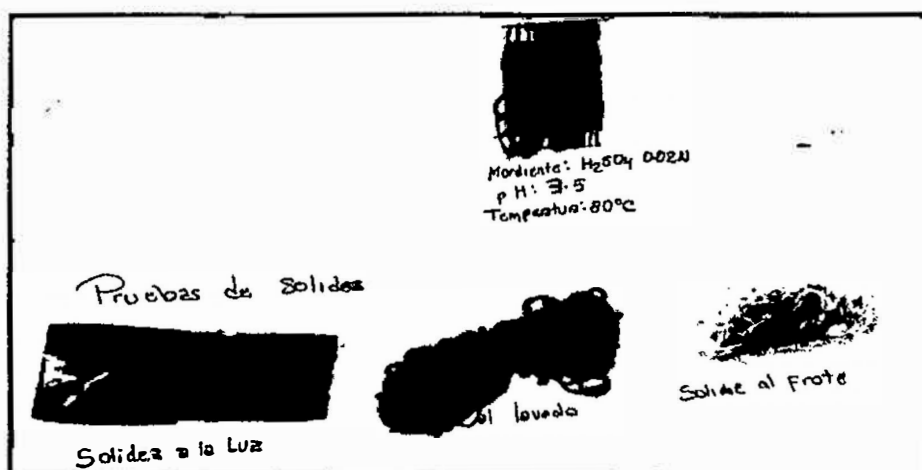 Mordiente: H₂SO₄ 0.02N
pH: 3.5
Temperatura: 80°C
Pruebas de Solidez
Solidez a la Luz
al lavado
Solidez al Frote